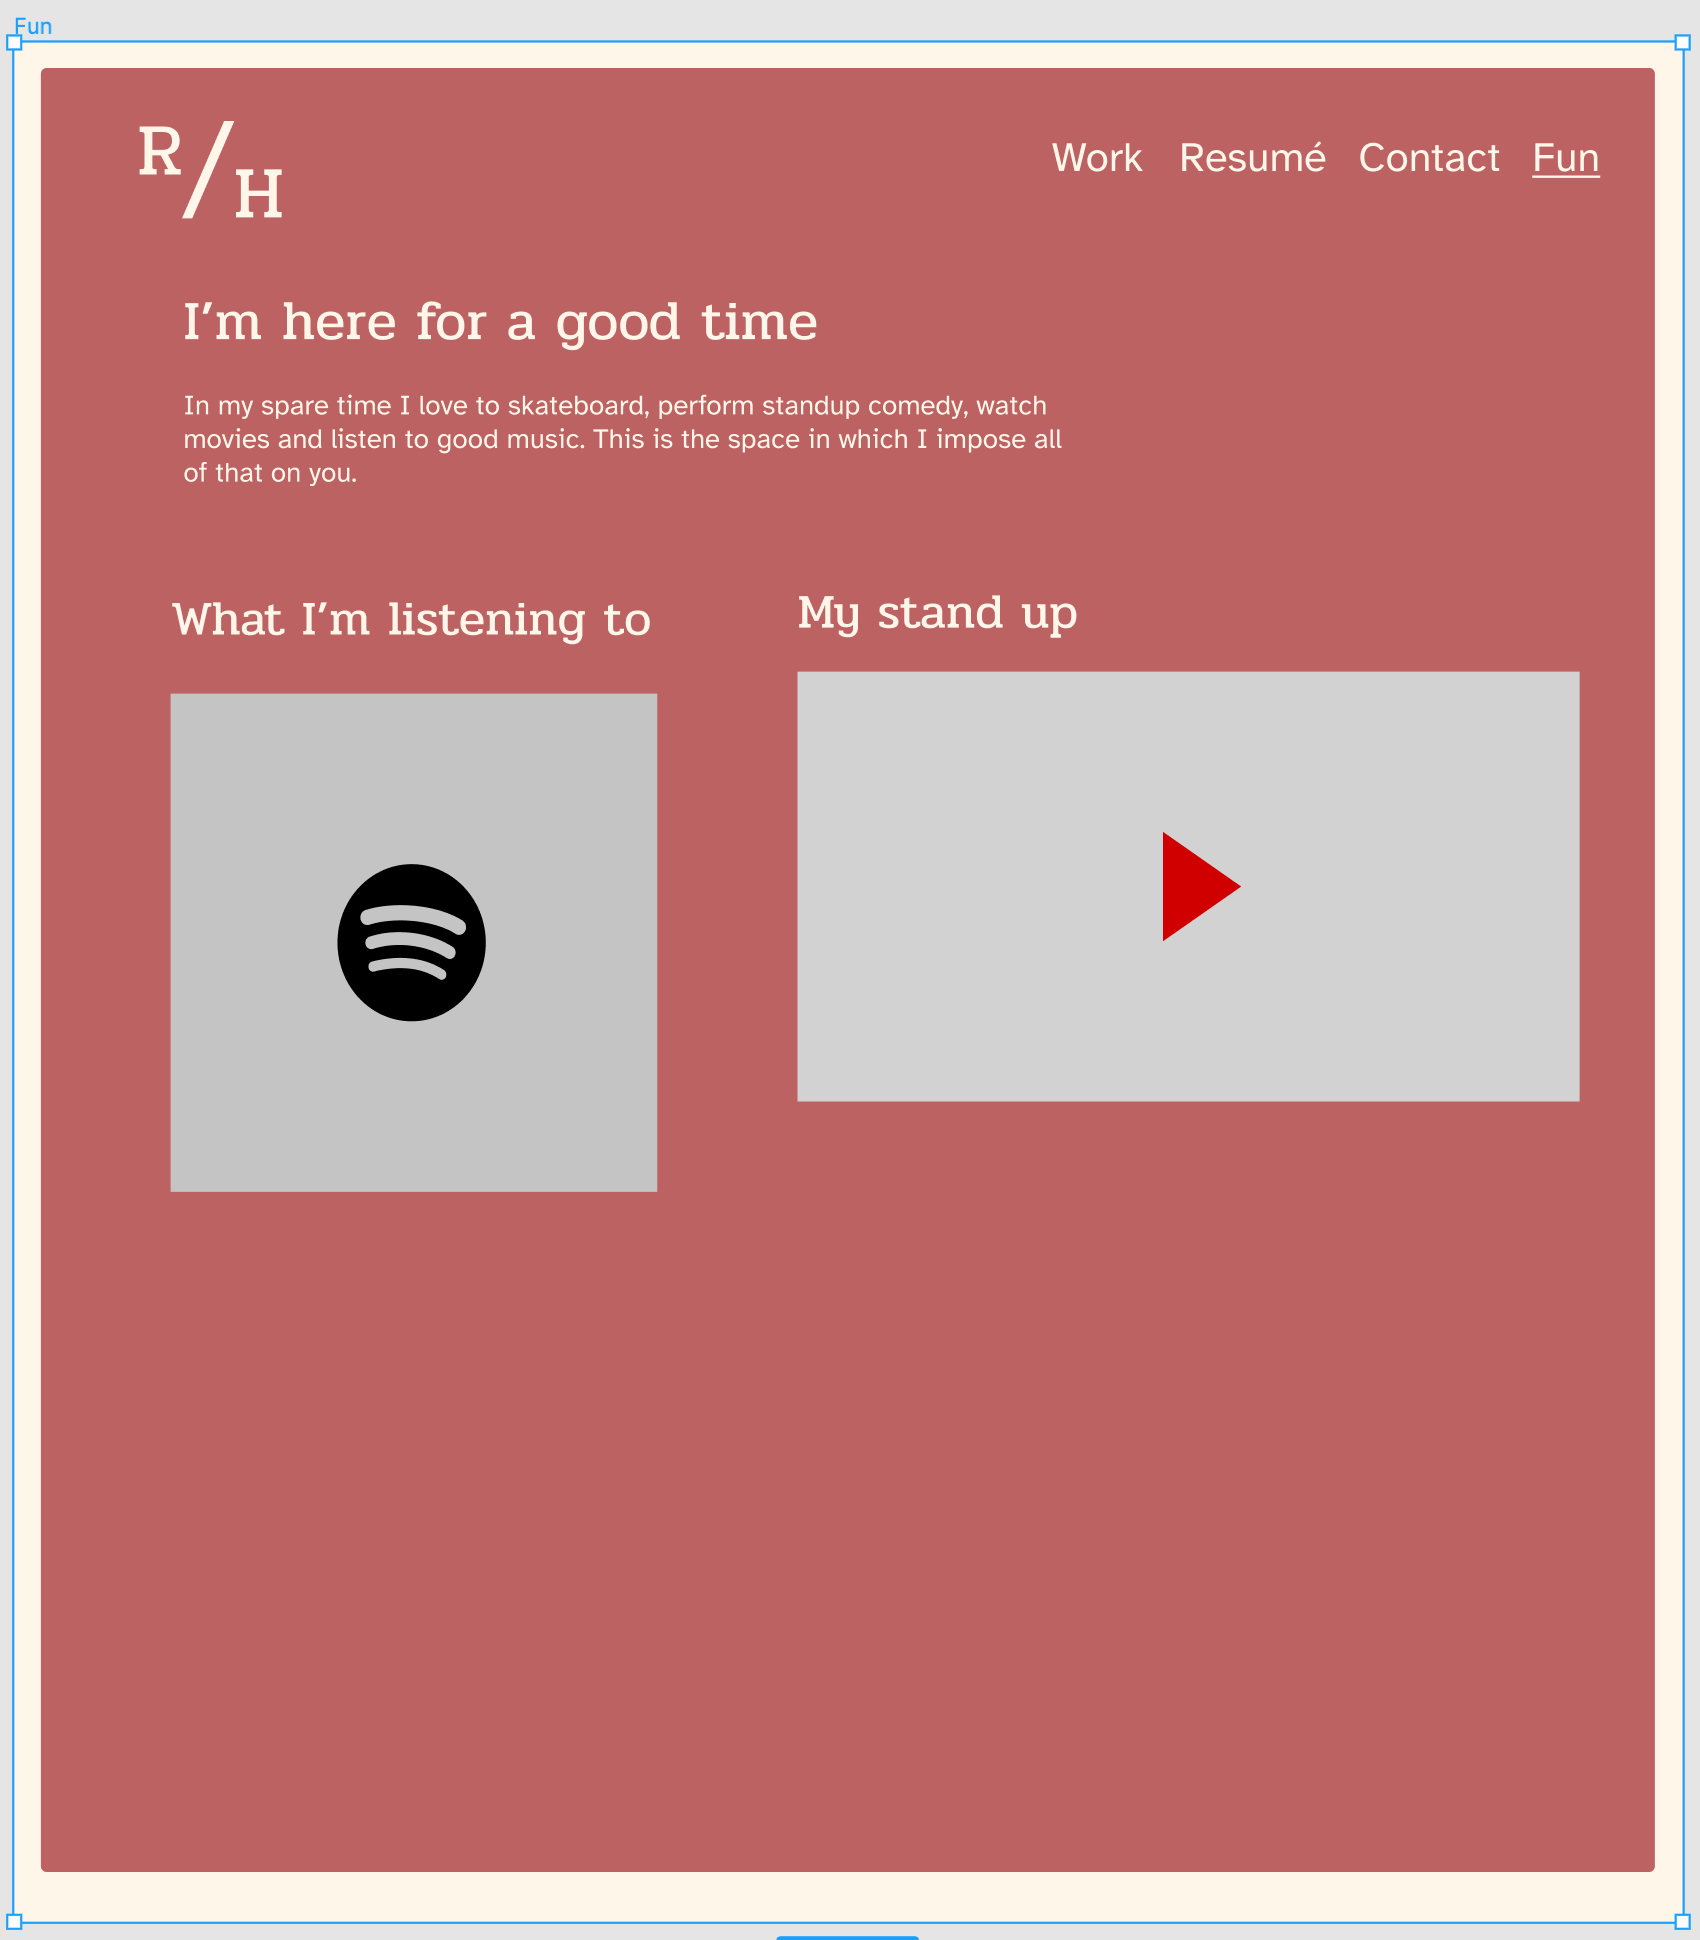 Fun
R/H
Work Resumé Contact Fun
I’m here for a good time
In my spare time I love to skateboard, perform standup comedy, watch
movies and listen to good music. This is the space in which I impose all
of that on you.
What I’m listening to
My stand up